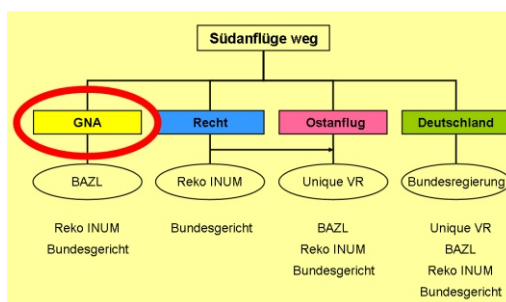 Südanflüge weg
GNA
Recht
Ostanflug
Deutschland
BAZL
Reko INUM
Unique VR
Bundesregierung
Reko INUM
Bundesgericht
Bundesgericht
BAZL
Reko INUM
Bundesgericht
Unique VR
BAZL
Reko INUM
Bundesgericht